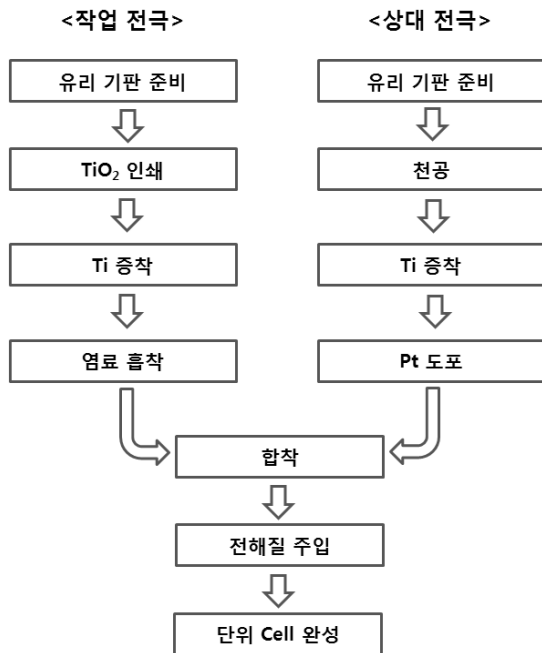 <작업 전극>
유리 기판 준비
TiO₂ 인쇄
Ti 증착
염료 흡착
<상대 전극>
유리 기판 준비
천공
Ti 증착
Pt 도포
합착
전해질 주입
단위 Cell 완성